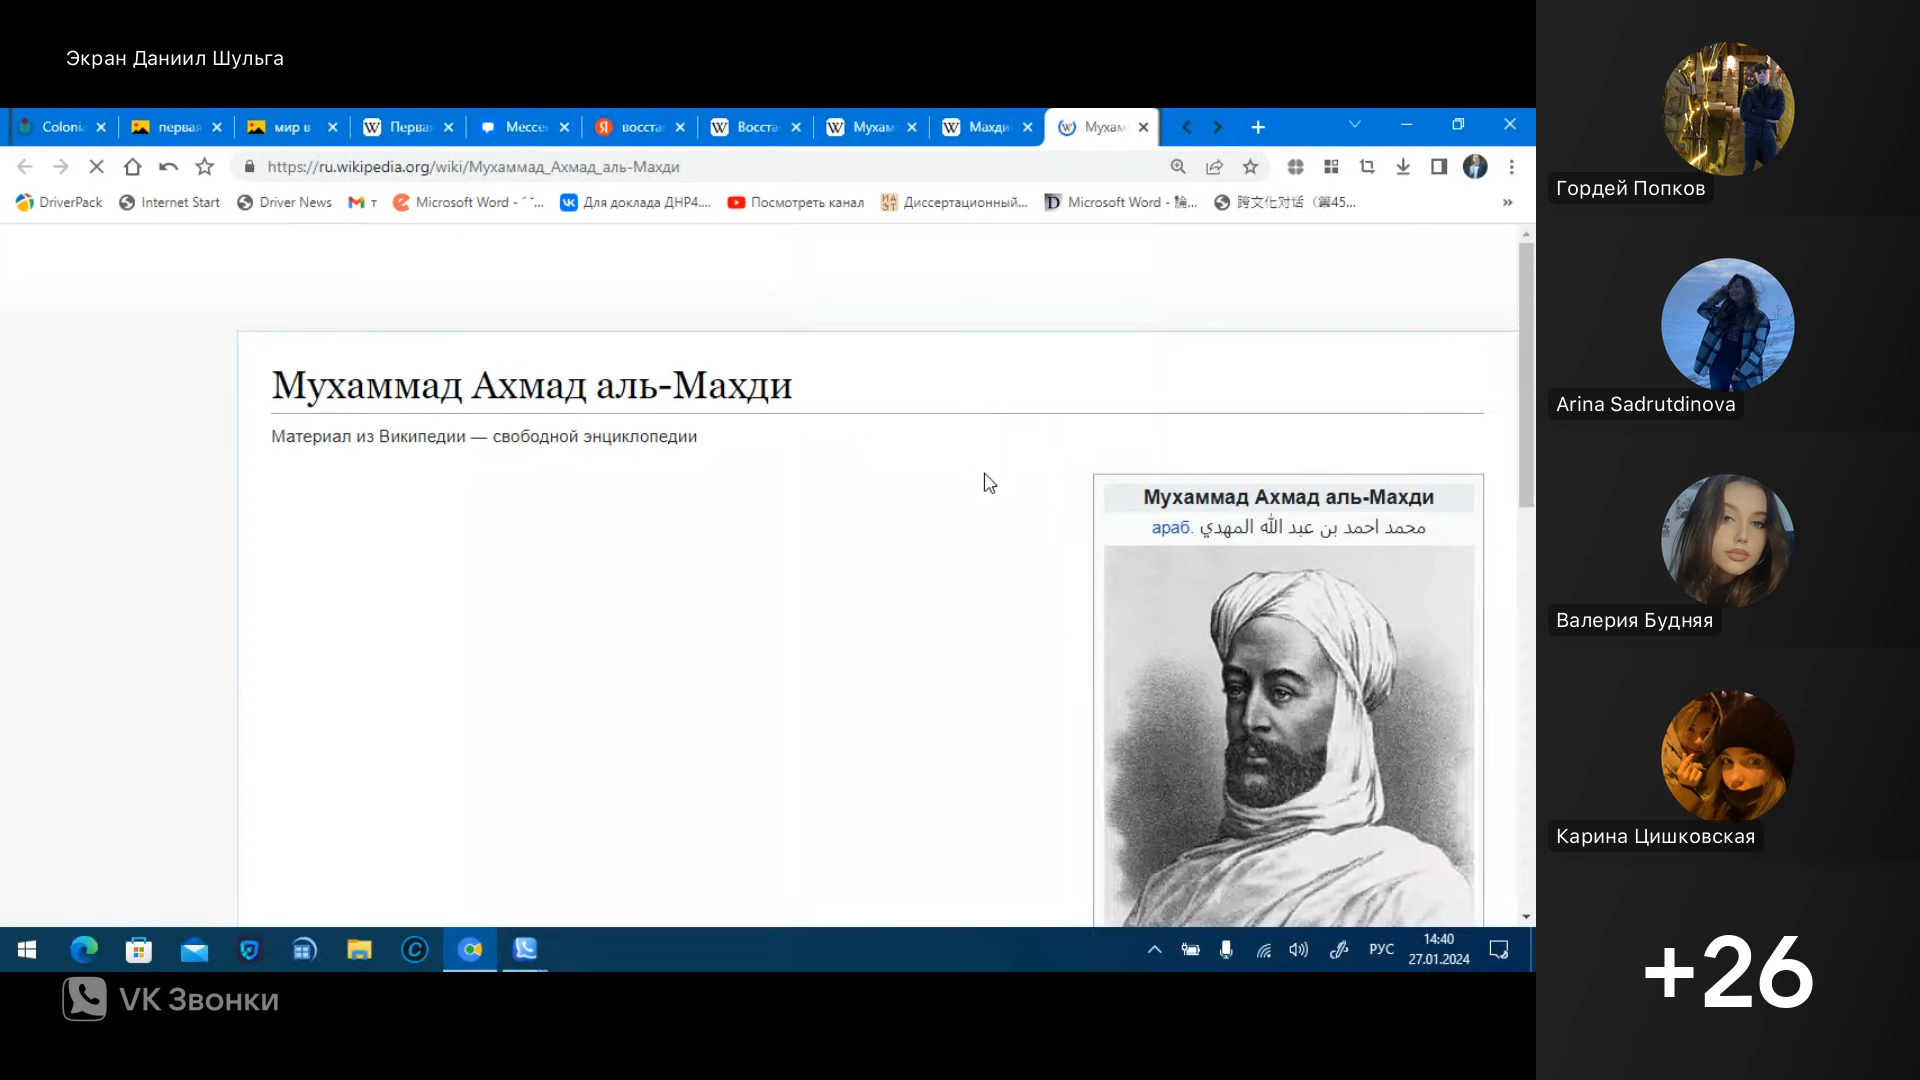 Экран Даниил Шульга
Coloni
первая
мир в
Перва
Мессе
восста
Восста
Мухам
Махди
Мухам
https://ru.wikipedia.org/wiki/Мухаммад_Ахмад_аль-Махди
DriverPack
Internet Start
Driver News
т
Microsoft Word - ˆ ˇ...
Для доклада ДНР4....
Посмотреть канал
Диссертационный...
Microsoft Word - 論...
跨文化对话（第45...
Мухаммад Ахмад аль-Махди
Материал из Википедии — свободной энциклопедии
Мухаммад Ахмад аль-Махди
араб. محمد احمد بن عبد الله المهدي
РУС
14:40
27.01.2024
VK Звонки
Гордей Попков
Arina Sadrutdinova
Валерия Будняя
Карина Цишковская
+26